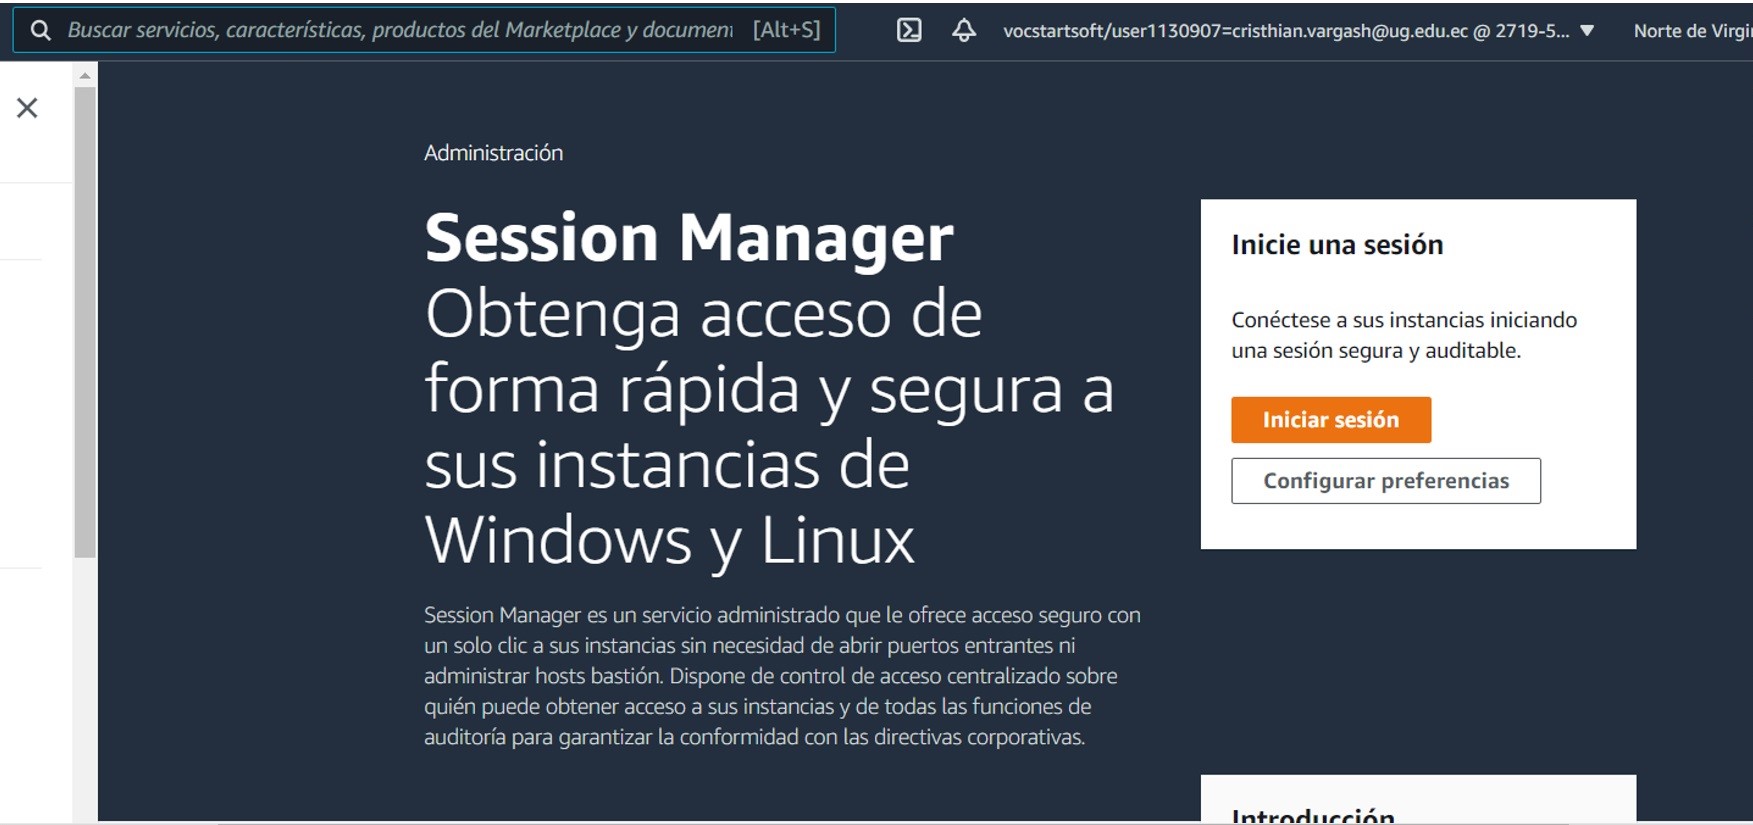 Buscar servicios, características, productos del Marketplace y document [Alt+S]
vocstartsoft/user1130907=cristhian.vargash@ug.edu.ec @ 2719-5... ▼
Norte de Virgi
Administración
Session Manager
Obtenga acceso de
forma rápida y segura a
sus instancias de
Windows y Linux
Session Manager es un servicio administrado que le ofrece acceso seguro con
un solo clic a sus instancias sin necesidad de abrir puertos entrantes ni
administrar hosts bastión. Dispone de control de acceso centralizado sobre
quién puede obtener acceso a sus instancias y de todas las funciones de
auditoría para garantizar la conformidad con las directivas corporativas.
Inicie una sesión
Conéctese a sus instancias iniciando
una sesión segura y auditable.
Iniciar sesión
Configurar preferencias
Introducción